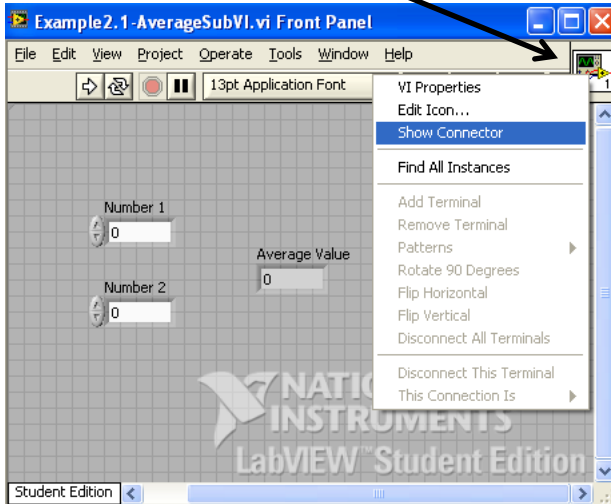 Example2.1-AverageSubVI.vi Front Panel
File Edit View Project Operate Tools Window Help
13pt Application Font
1
VI Properties
Edit Icon...
Show Connector
Find All Instances
Add Terminal
Remove Terminal
Patterns
Rotate 90 Degrees
Flip Horizontal
Flip Vertical
Disconnect All Terminals
Disconnect This Terminal
This Connection Is
Number 1
0
Average Value
0
Number 2
0
INSTRUMENTS
LabVIEW™ Student Edition
Student Edition